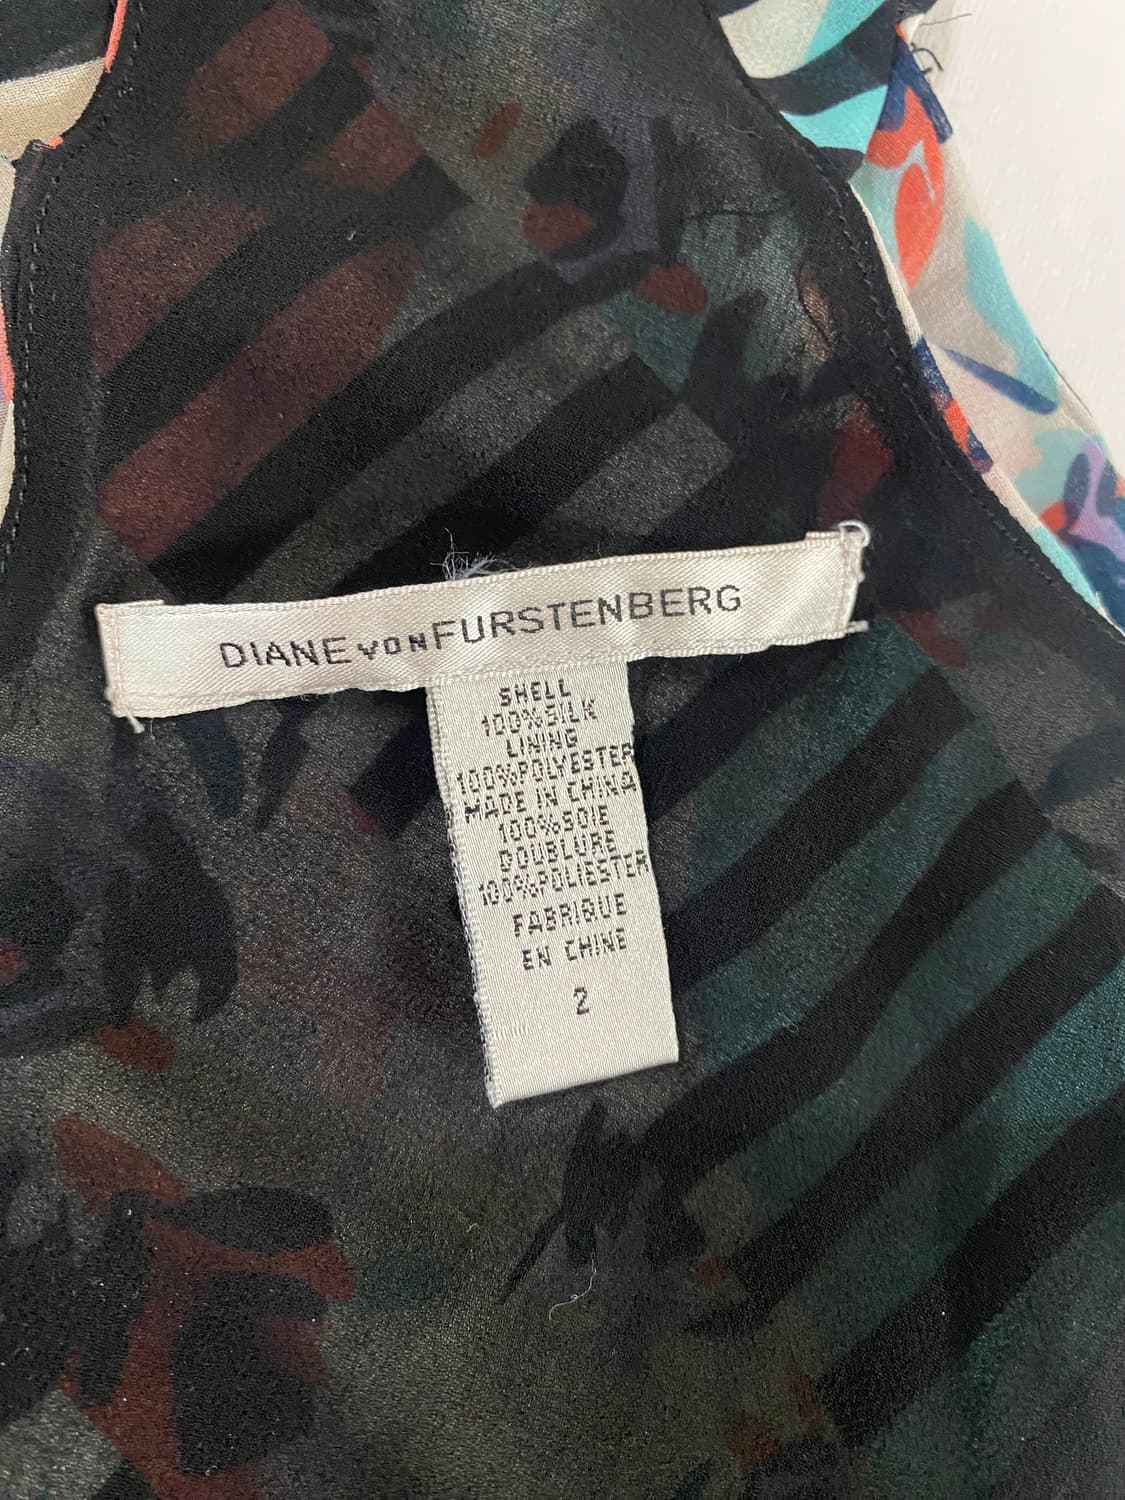 DIANE VON FURSTENBERG
SHELL
100%SILK
LINING
100%POLYESTER
MADE IN CHINA
100%SOIE
DOUBLURE
100%POLIESTER
FABRIQUE
EN CHINE
2